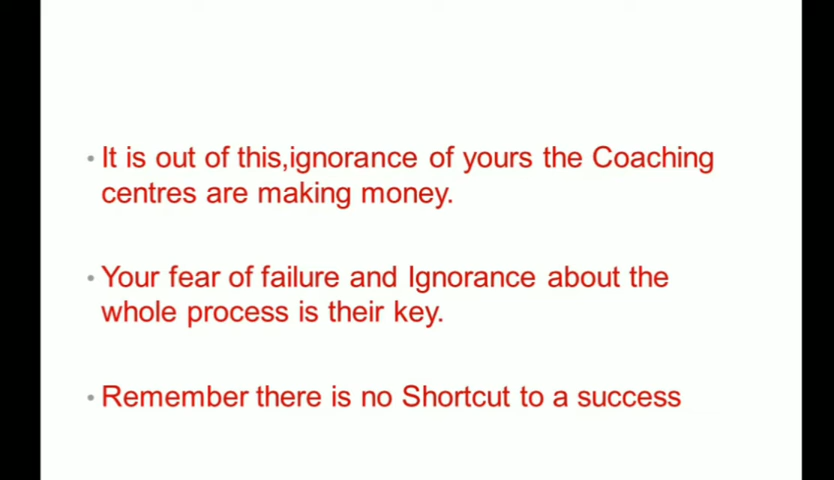 • It is out of this,ignorance of yours the Coaching
centres are making money.
• Your fear of failure and Ignorance about the
whole process is their key.
• Remember there is no Shortcut to a success